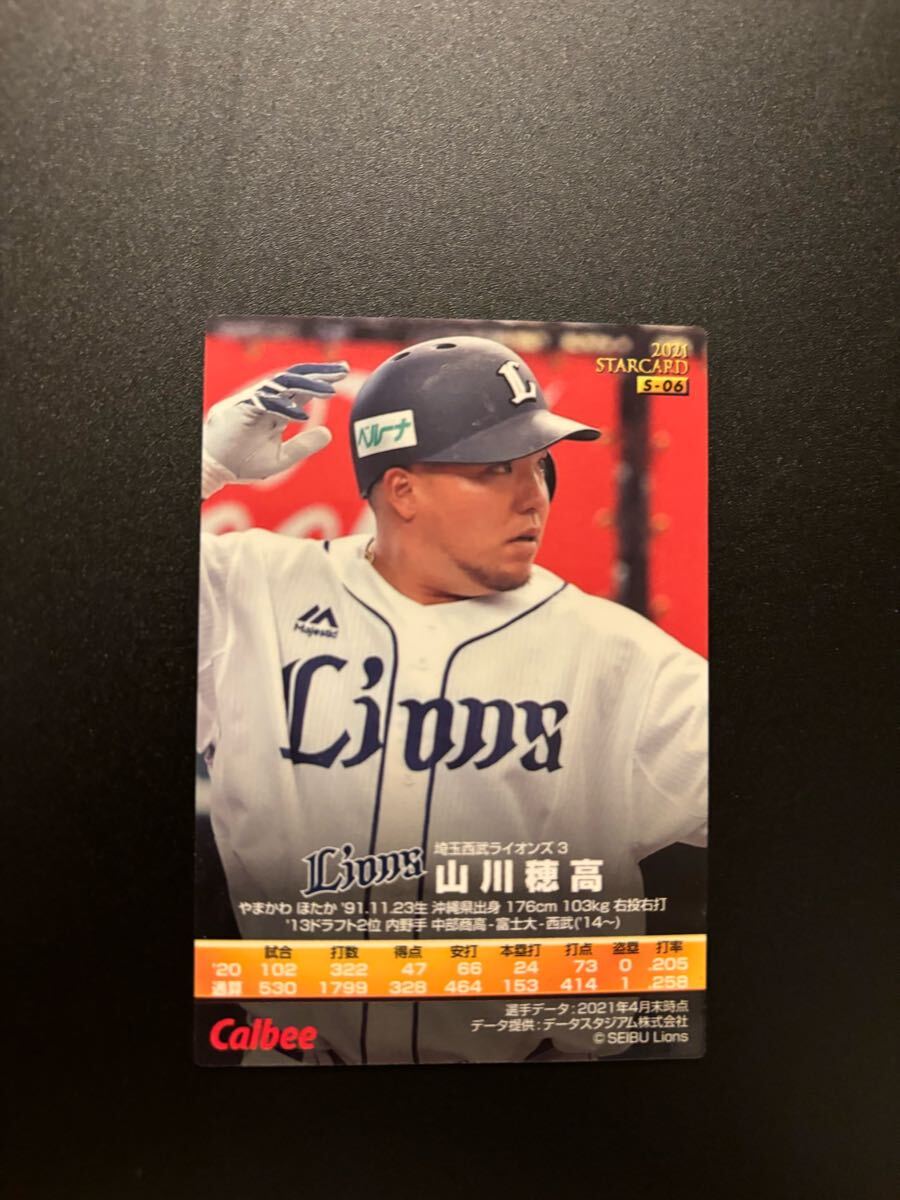 2021
STARCARD
S-06
L
ベルーナ
Majestic
Lions
Lions
埼玉西武ライオンズ 3
山川穂高
やまかわ ほたか '91.11.23生 沖縄県出身 176cm 103kg 右投右打
'13ドラフト2位 内野手 中部商高-富士大-西武('14~)
試合 打数 得点 安打 本塁打 打点 盗塁 打率
'20 102 322 47 66 24 73 0 .205
通算 530 1799 328 464 153 414 1 .258
選手データ:2021年4月末時点
データ提供:データスタジアム株式会社
© SEIBU Lions
Calbee